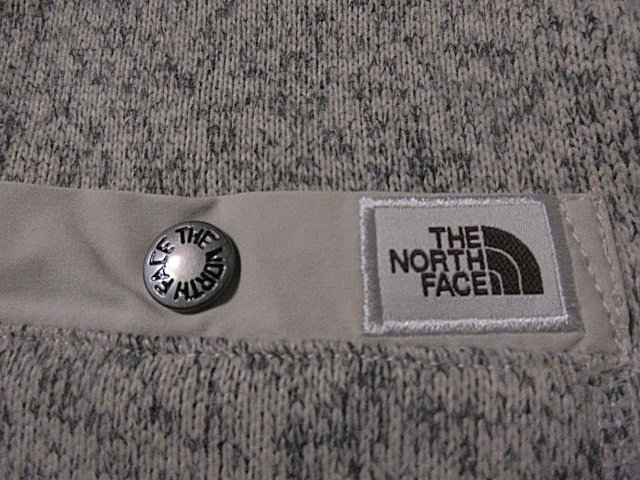 THE NORTH FACE
THE
NORTH
FACE